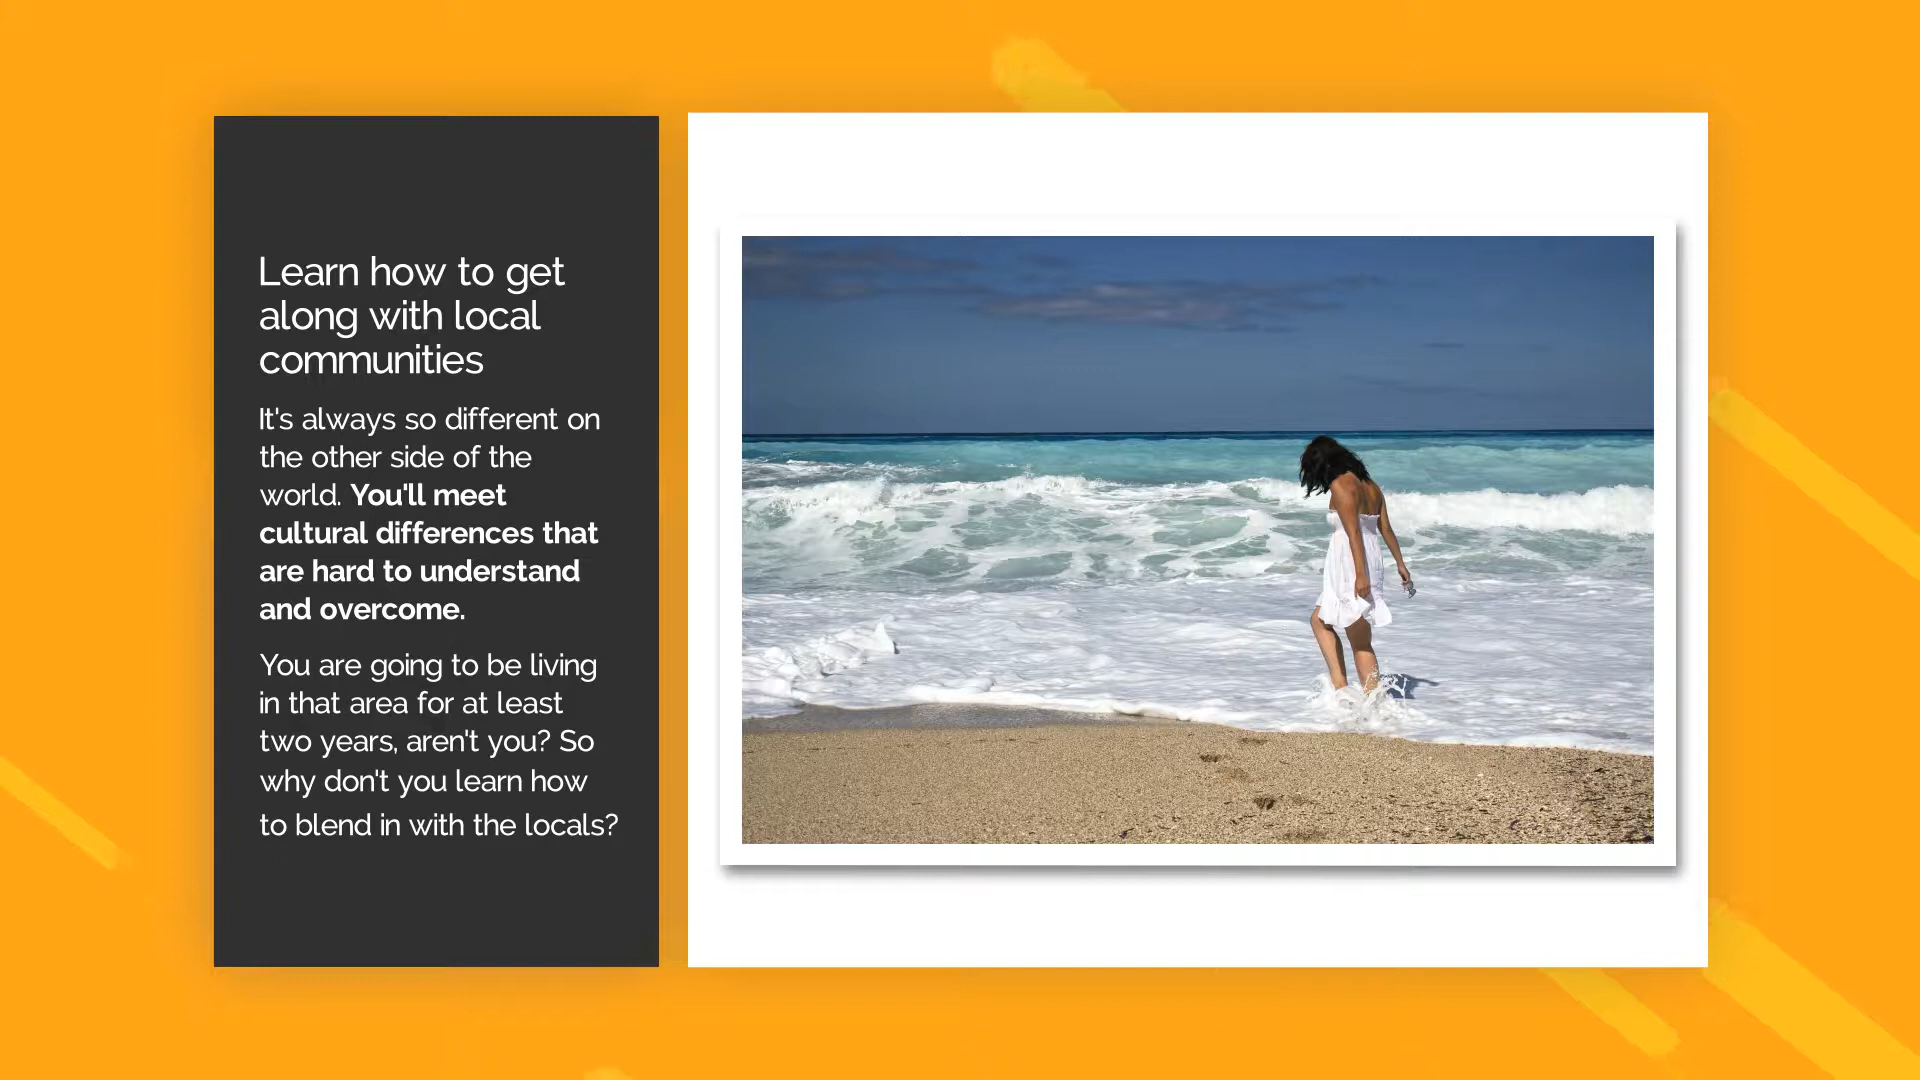 Learn how to get
along with local
communities
It's always so different on
the other side of the
world. You'll meet
cultural differences that
are hard to understand
and overcome.
You are going to be living
in that area for at least
two years, aren't you? So
why don't you learn how
to blend in with the locals?